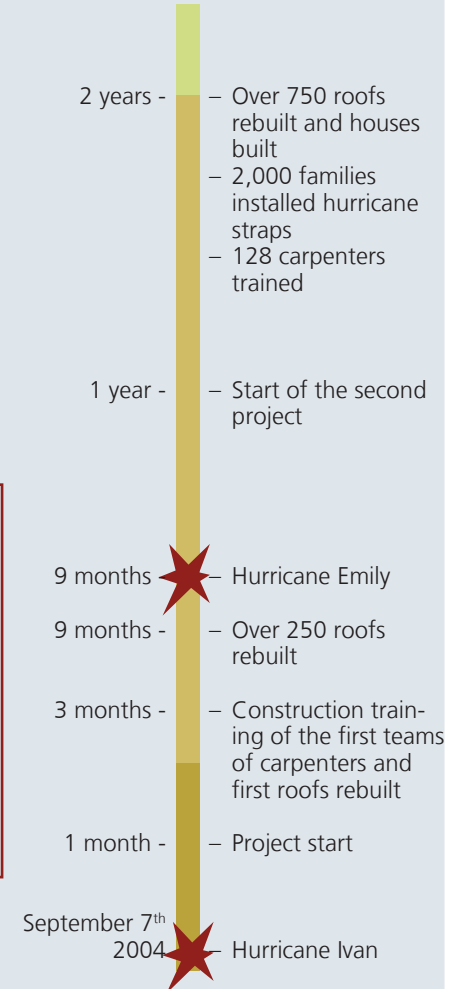 2 years - – Over 750 roofs
rebuilt and houses
built
– 2,000 families
installed hurricane
straps
– 128 carpenters
trained
1 year - – Start of the second
project
9 months - – Hurricane Emily
9 months - – Over 250 roofs
rebuilt
3 months - – Construction train-
ing of the first teams
of carpenters and
first roofs rebuilt
1 month - – Project start
September 7th
2004 – Hurricane Ivan